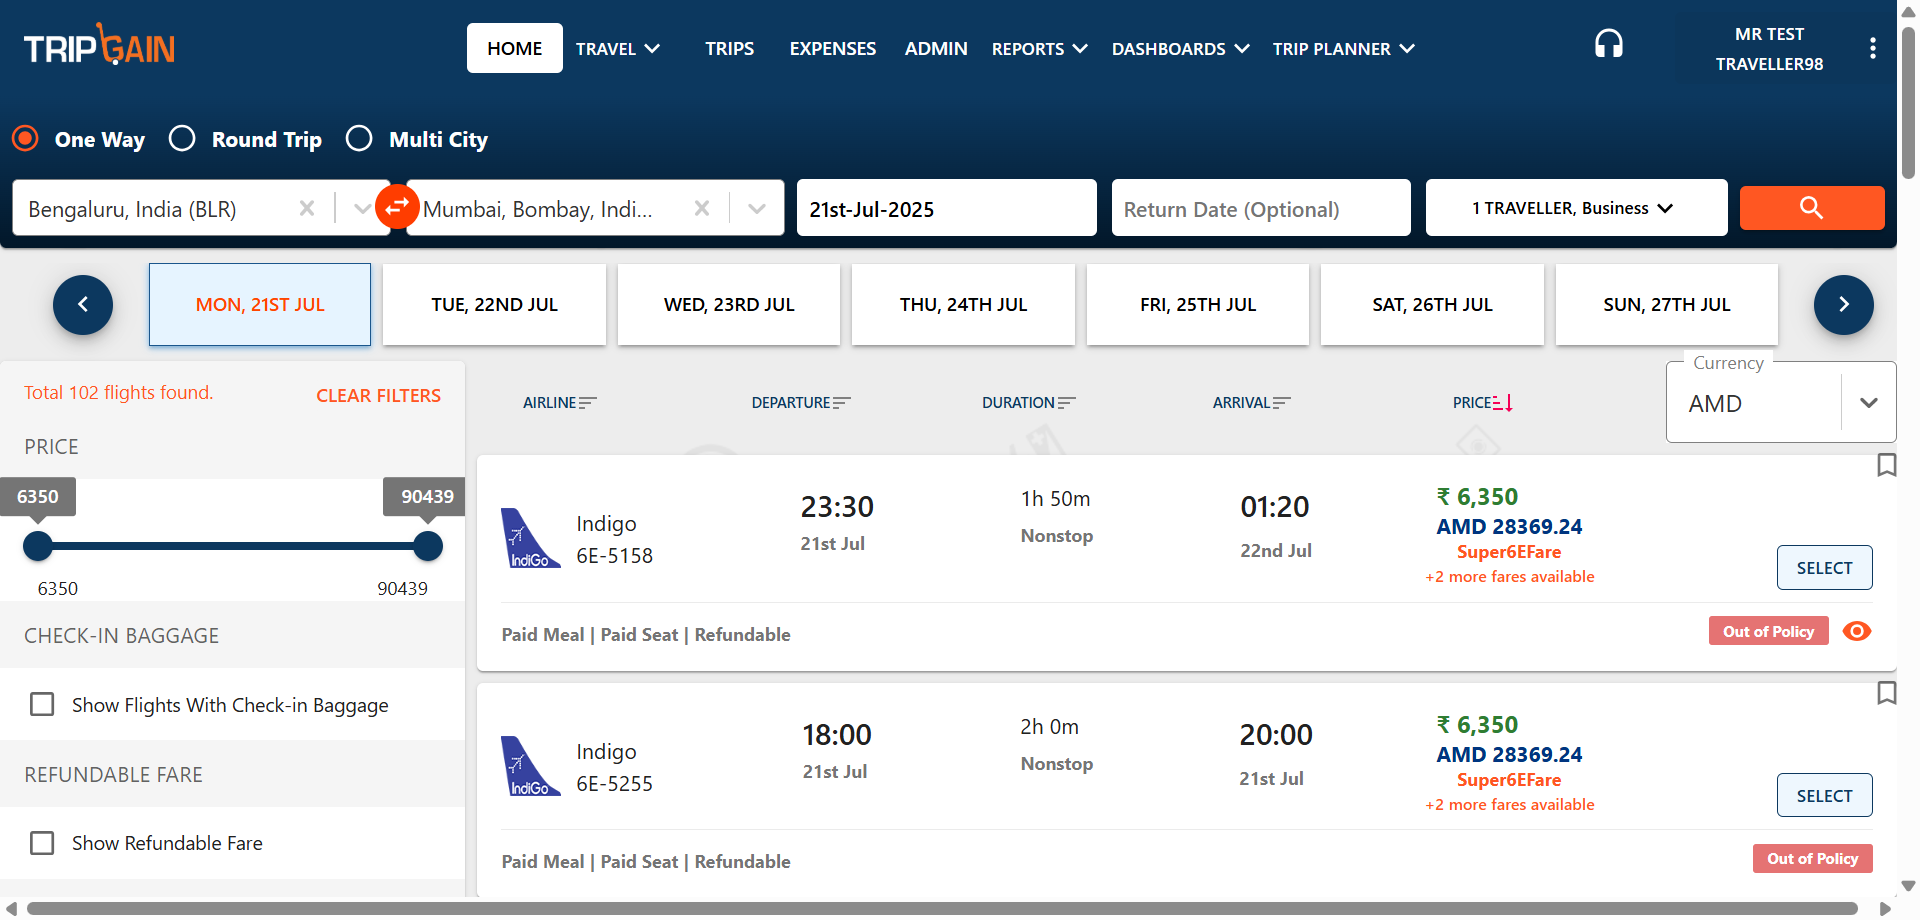 TRIPGAIN
HOME
TRAVEL
TRIPS
EXPENSES
ADMIN
REPORTS
DASHBOARDS
TRIP PLANNER
MR TEST
TRAVELLER98
One Way
Round Trip
Multi City
Bengaluru, India (BLR)
Mumbai, Bombay, Indi...
21st-Jul-2025
Return Date (Optional)
1 TRAVELLER, Business
MON, 21ST JUL
TUE, 22ND JUL
WED, 23RD JUL
THU, 24TH JUL
FRI, 25TH JUL
SAT, 26TH JUL
SUN, 27TH JUL
Total 102 flights found.
CLEAR FILTERS
PRICE
6350
90439
6350
90439
CHECK-IN BAGGAGE
Show Flights With Check-in Baggage
REFUNDABLE FARE
Show Refundable Fare
AIRLINE
DEPARTURE
DURATION
ARRIVAL
PRICE
Currency
AMD
IndiGo
Indigo
6E-5158
23:30
21st Jul
1h 50m
Nonstop
01:20
22nd Jul
₹ 6,350
AMD 28369.24
Super6EFare
+2 more fares available
SELECT
Paid Meal | Paid Seat | Refundable
Out of Policy
IndiGo
Indigo
6E-5255
18:00
21st Jul
2h 0m
Nonstop
20:00
21st Jul
₹ 6,350
AMD 28369.24
Super6EFare
+2 more fares available
SELECT
Paid Meal | Paid Seat | Refundable
Out of Policy